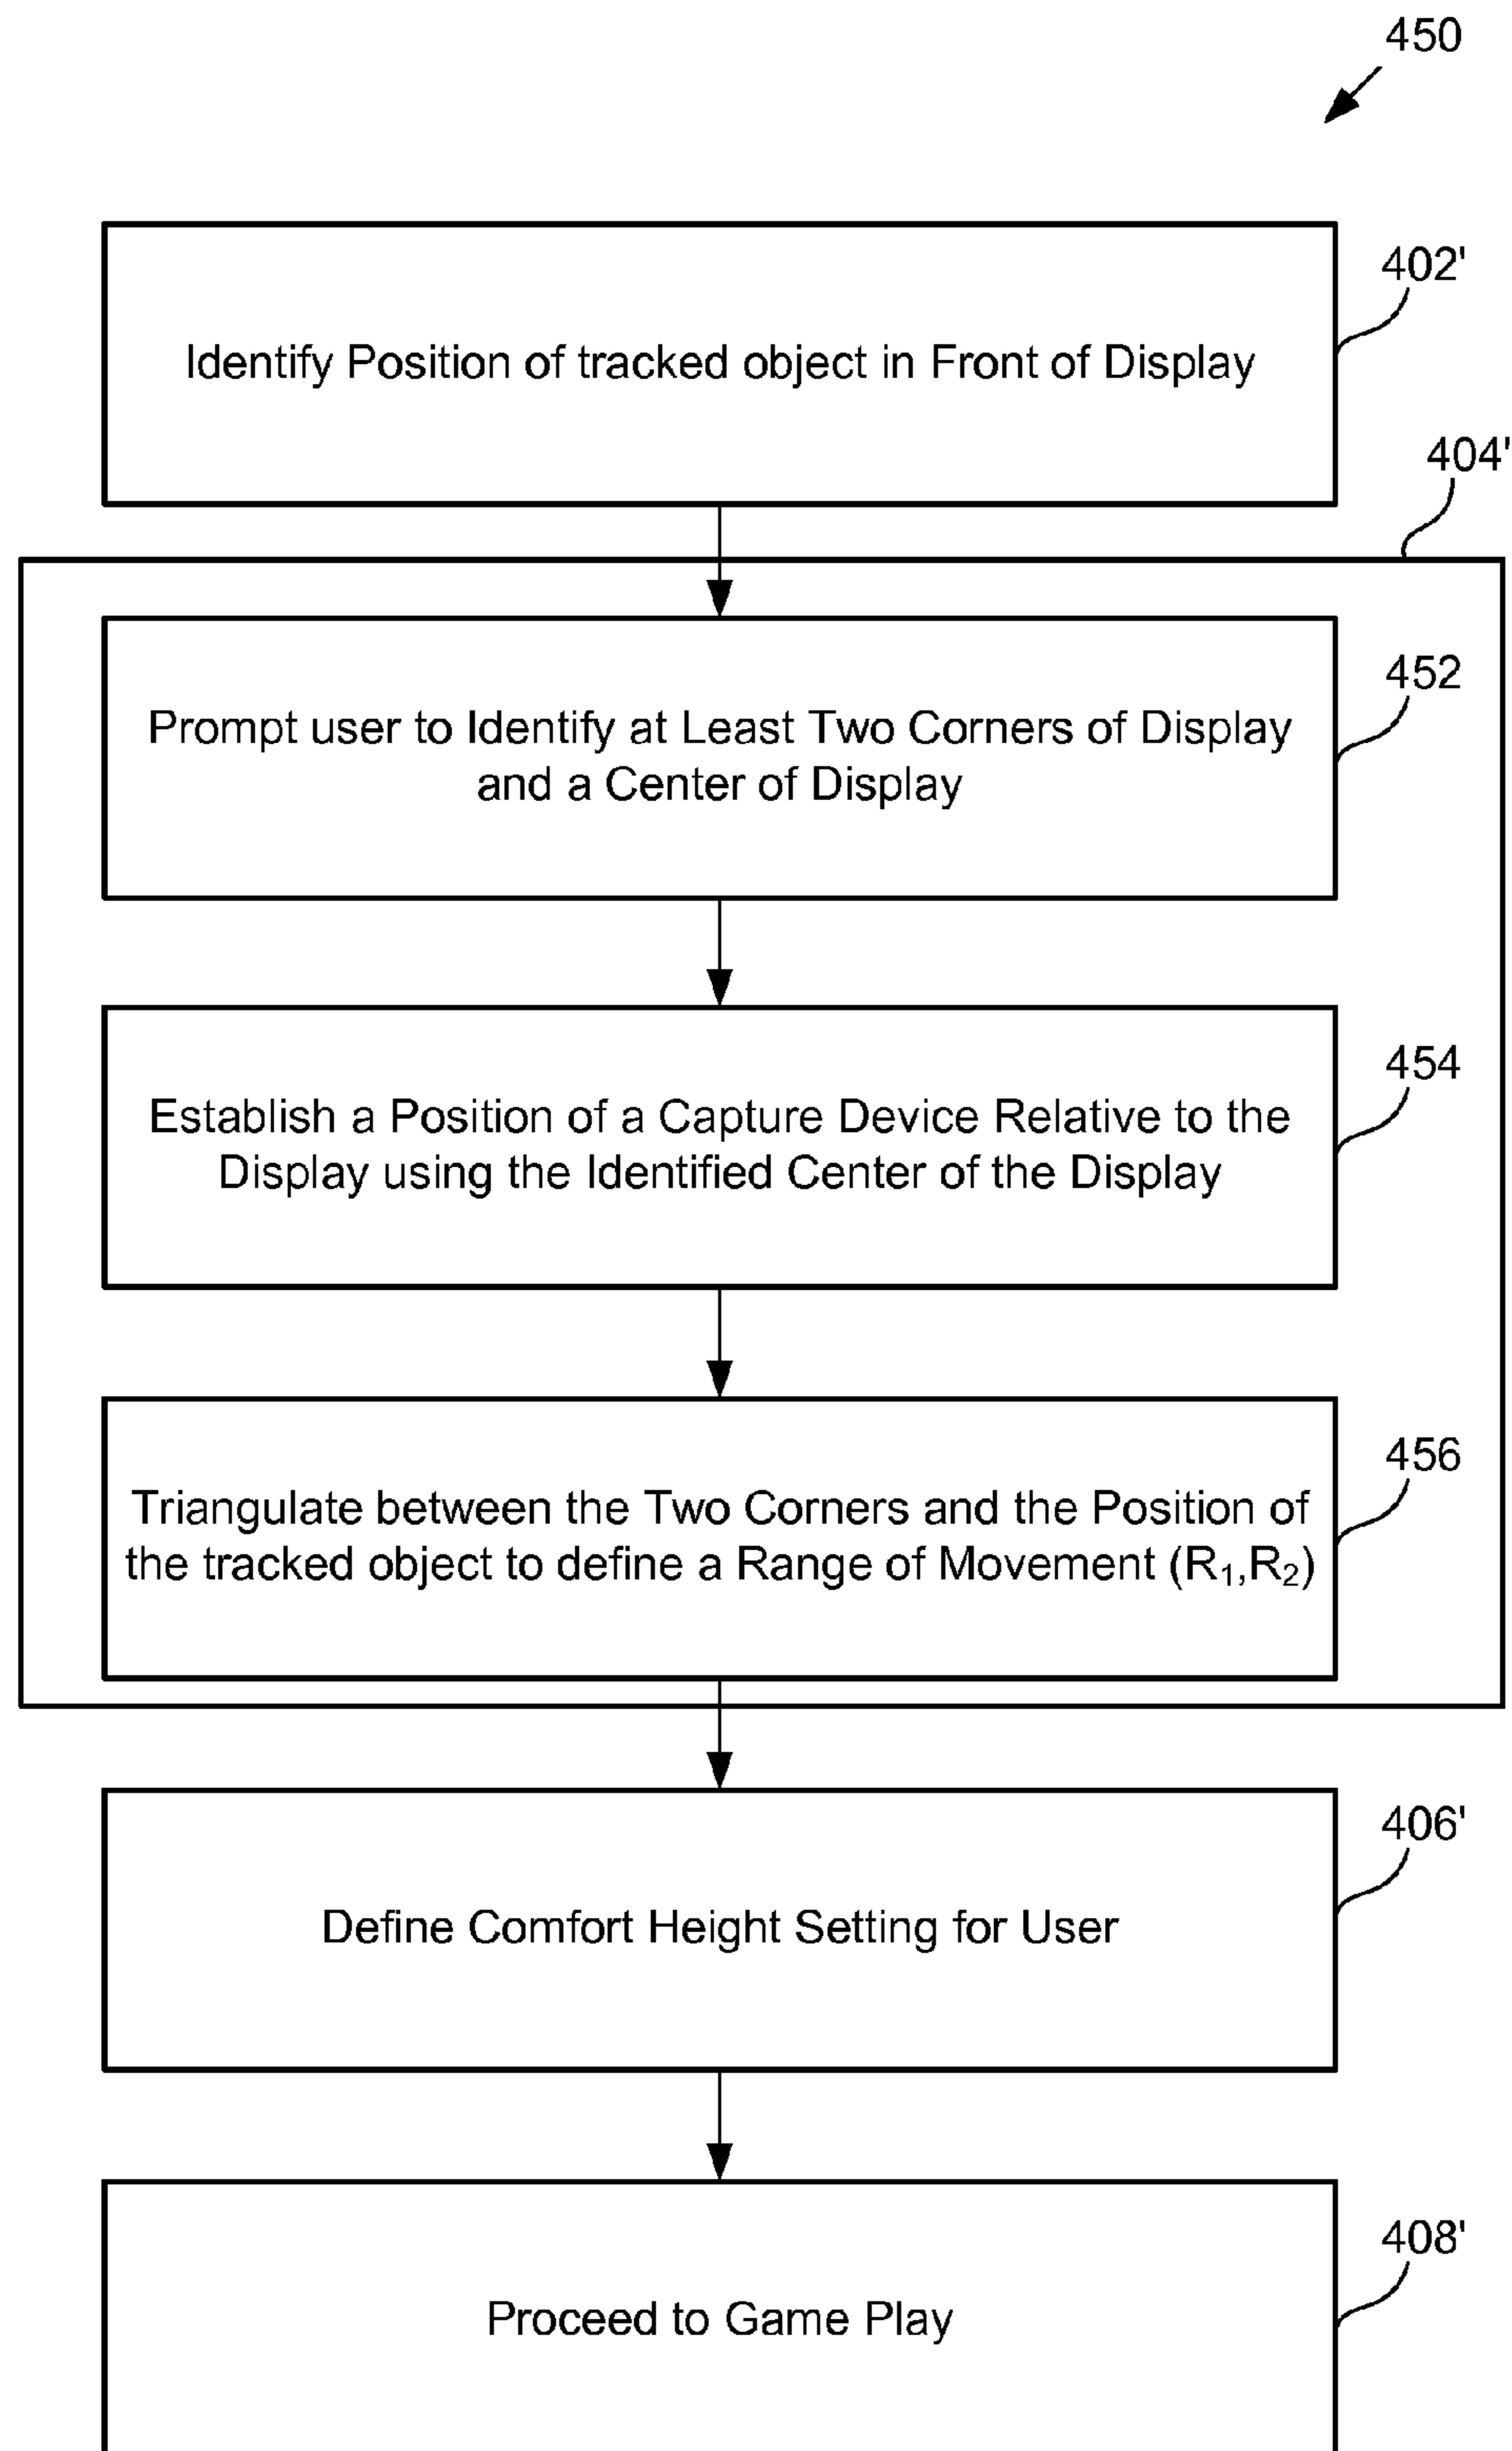 450
402'
Identify Position of tracked object in Front of Display
404'
452
Prompt user to Identify at Least Two Corners of Display
and a Center of Display
454
Establish a Position of a Capture Device Relative to the
Display using the Identified Center of the Display
456
Triangulate between the Two Corners and the Position of
the tracked object to define a Range of Movement (R₁,R₂)
406'
Define Comfort Height Setting for User
408'
Proceed to Game Play